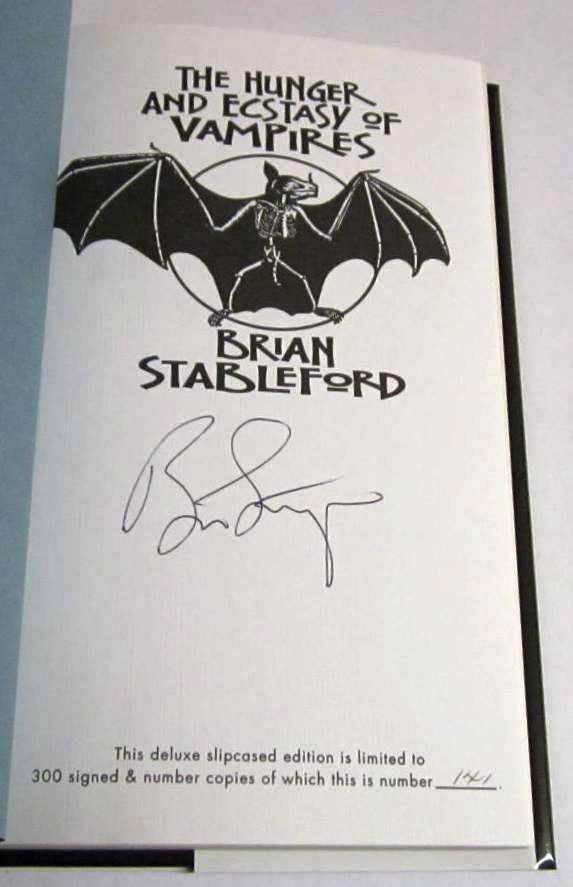 THE HUNGER
AND ECSTASY OF
VAMPIRES
BRIAN
STABLEFORD
This deluxe slipcased edition is limited to
300 signed & number copies of which this is number 141.